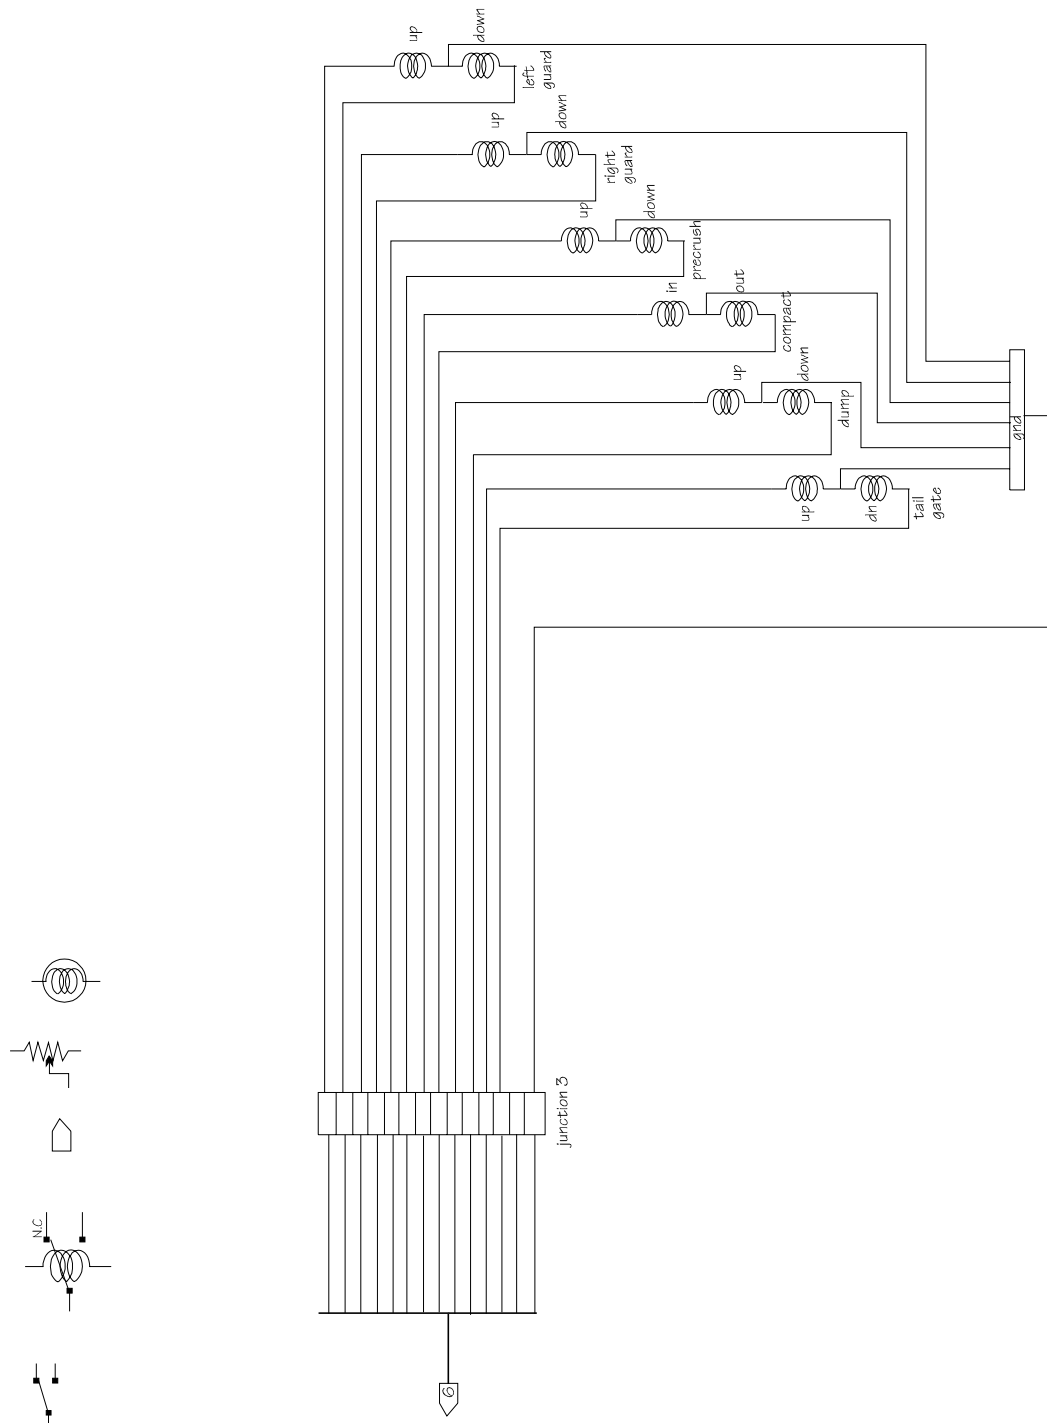 up
down
left
guard
up
down
right
guard
up
down
precrush
in
out
compact
up
down
dump
up
dn
tail
gate
gnd
junction 3
N.C
6